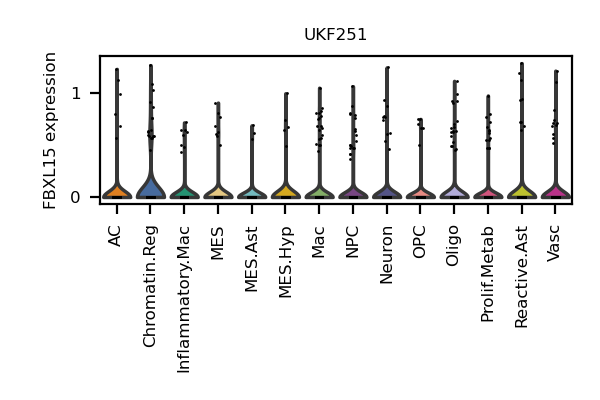 UKF251
FBXL15 expression
1
0
AC
Chromatin.Reg
Inflammatory.Mac
MES
MES.Ast
MES.Hyp
Mac
NPC
Neuron
OPC
Oligo
Prolif.Metab
Reactive.Ast
Vasc